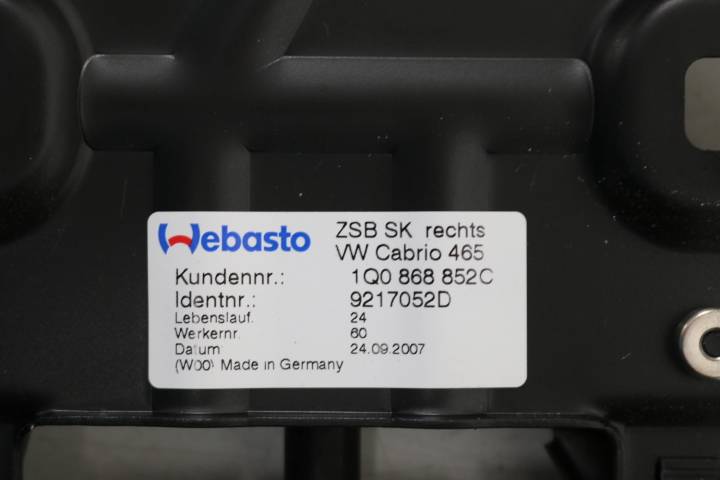 Webasto
ZSB SK rechts
VW Cabrio 465
Kundennr.: 1Q0 868 852C
Identnr.: 9217052D
Lebenslauf. 24
Werkernr. 60
Datum 24.09.2007
(W00) Made in Germany